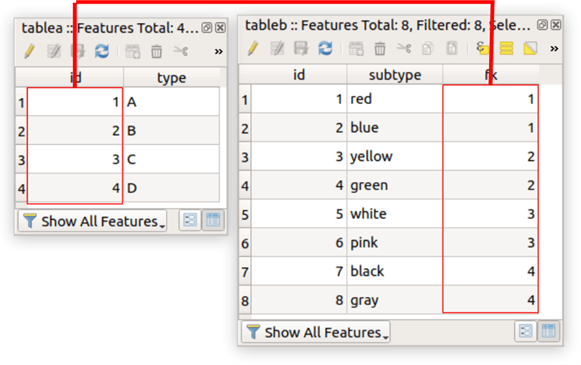 tablea :: Features Total: 4...
»
id type
1 1 A
2 2 B
3 3 C
4 4 D
Show All Features
tableb :: Features Total: 8, Filtered: 8, Sele...
»
id subtype fk
1 1 red 1
2 2 blue 1
3 3 yellow 2
4 4 green 2
5 5 white 3
6 6 pink 3
7 7 black 4
8 8 gray 4
Show All Features